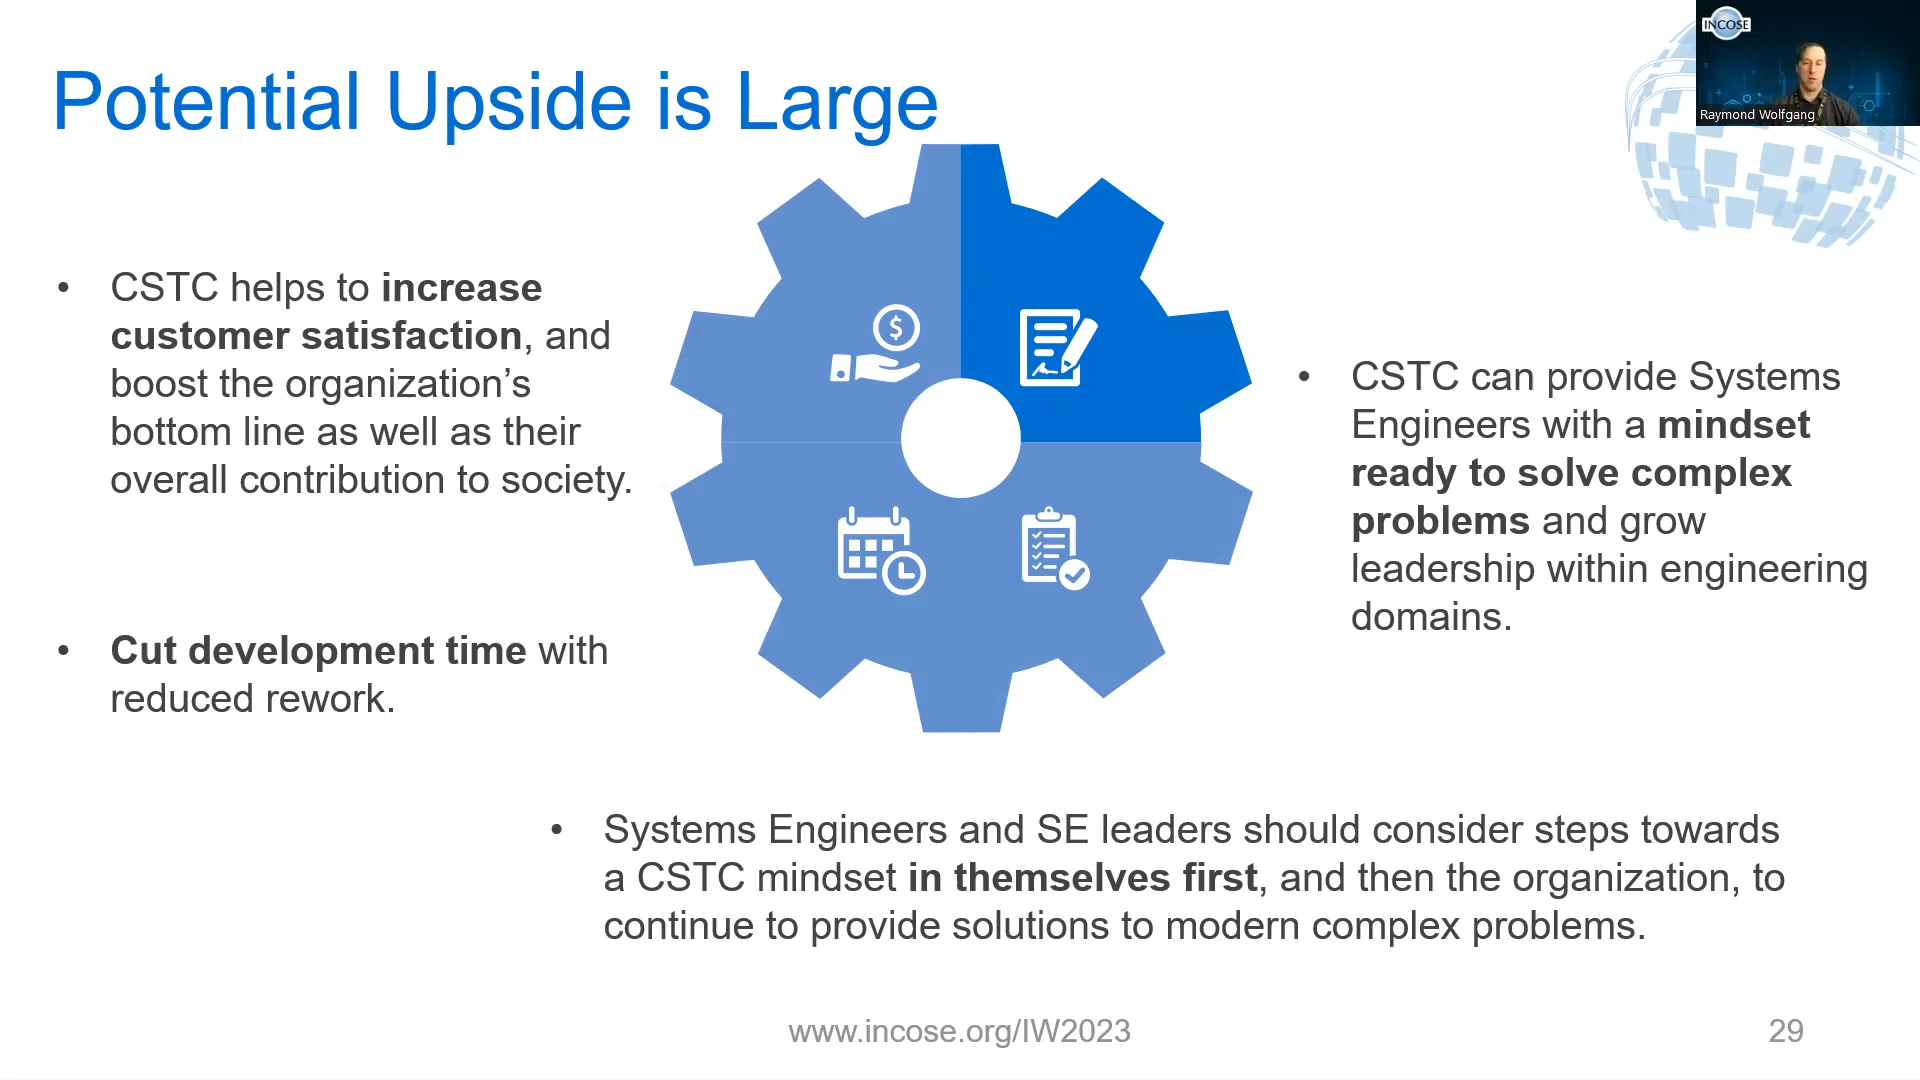 Potential Upside is Large
INCOSE
Raymond Wolfgang
• CSTC helps to increase
customer satisfaction, and
boost the organization’s
bottom line as well as their
overall contribution to society.
• Cut development time with
reduced rework.
$
• CSTC can provide Systems
Engineers with a mindset
ready to solve complex
problems and grow
leadership within engineering
domains.
• Systems Engineers and SE leaders should consider steps towards
a CSTC mindset in themselves first, and then the organization, to
continue to provide solutions to modern complex problems.
www.incose.org/IW2023
29